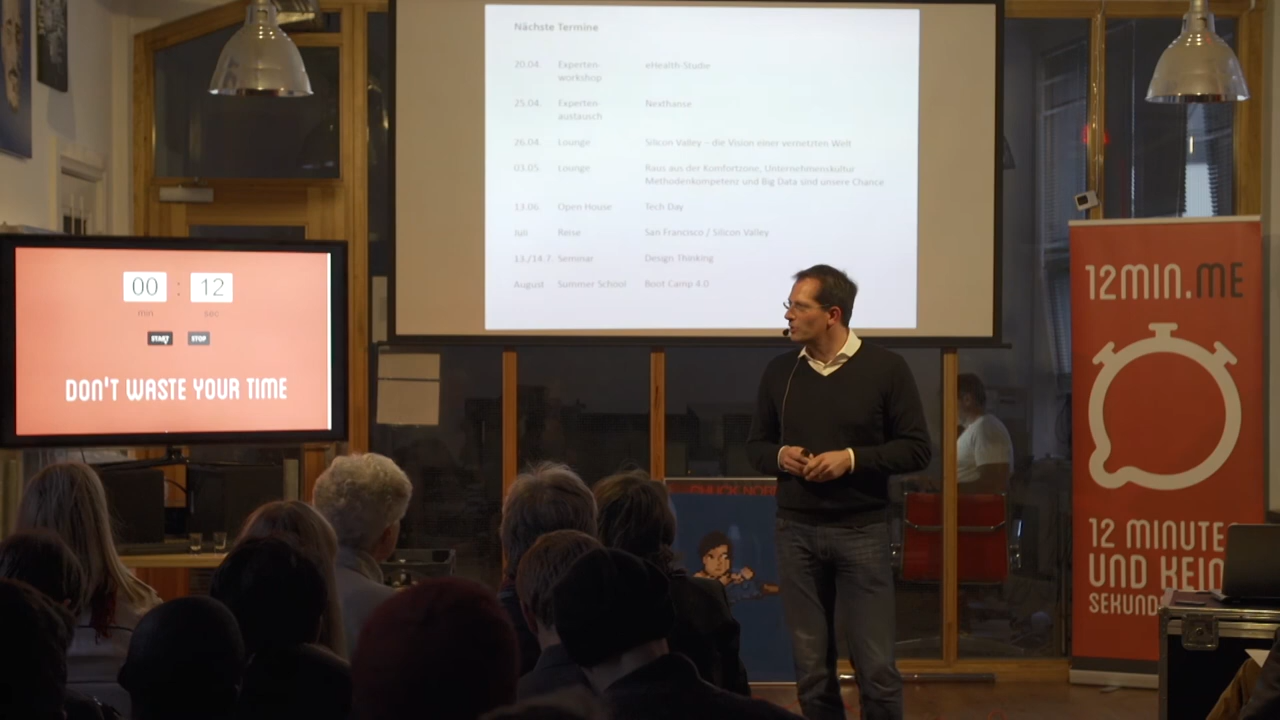 Nächste Termine
20.04. Experten- eHealth-Studie
workshop
25.04. Experten- Nexthanse
austausch
26.04. Lounge Silicon Valley – die Vision einer vernetzten Welt
03.05. Lounge Raus aus der Komfortzone, Unternehmenskultur
Methodenkompetenz und Big Data sind unsere Chance
13.06. Open House Tech Day
Juli Reise San Francisco / Silicon Valley
13./14.7. Seminar Design Thinking
August Summer School Boot Camp 4.0
00 : 12
min sec
START STOP
DON'T WASTE YOUR TIME
12MIN.ME
12 MINUTE
UND KEIN
SEKUND
CHUCK NOR